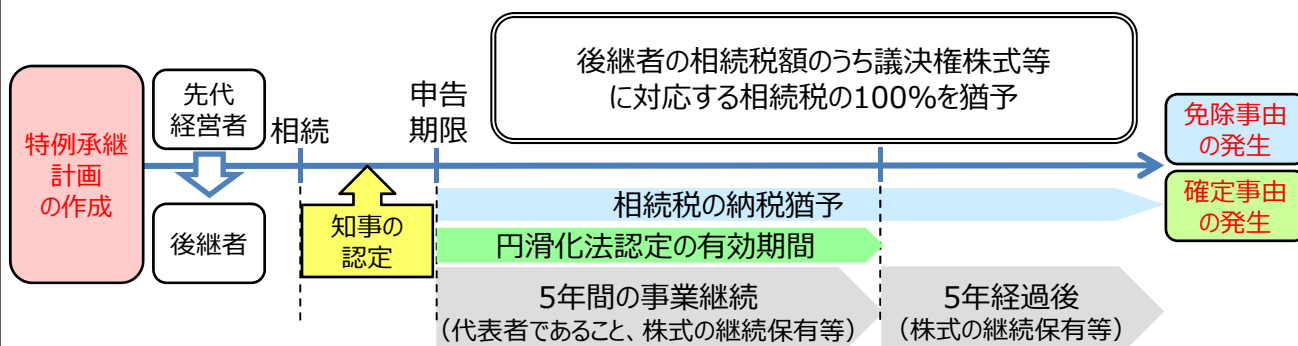 特例承継
計画
の作成
先代
経営者
後継者
相続
知事の
認定
申告
期限
後継者の相続税額のうち議決権株式等
に対応する相続税の100%を猶予
相続税の納税猶予
円滑化法認定の有効期間
5年間の事業継続
（代表者であること、株式の継続保有等）
5年経過後
（株式の継続保有等）
免除事由
の発生
確定事由
の発生